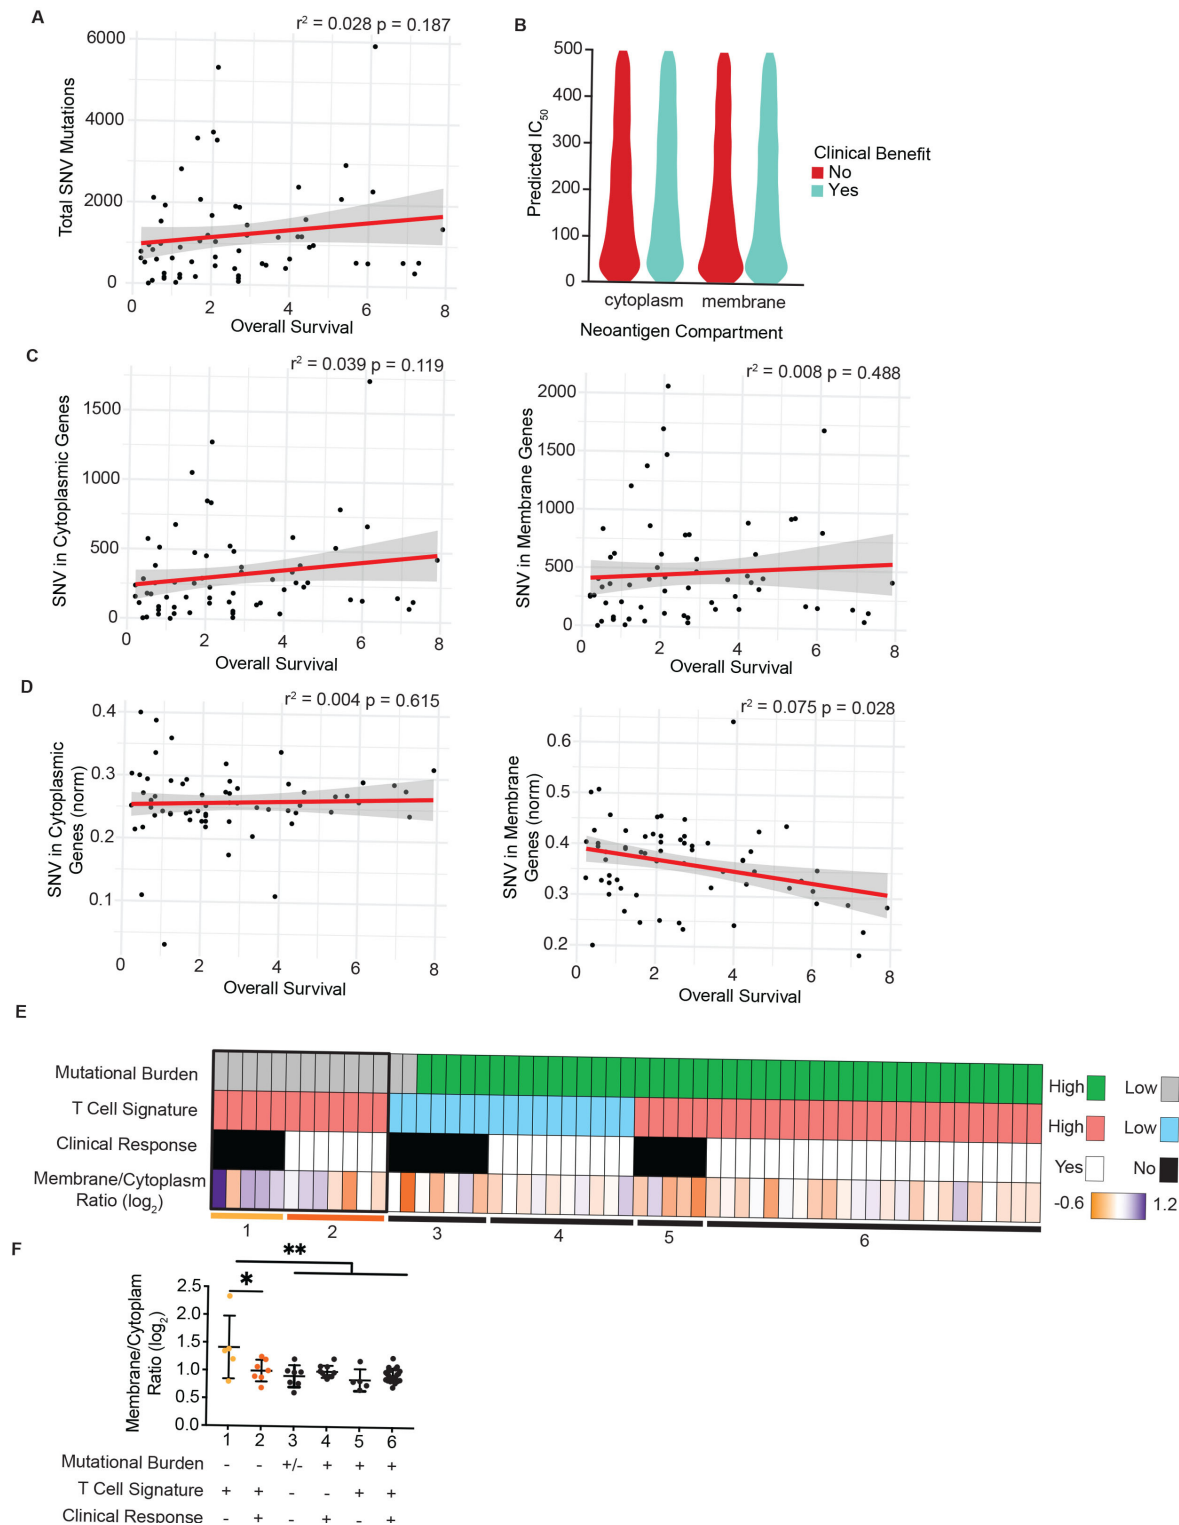 A
r² = 0.028 p = 0.187
Total SNV Mutations
6000
4000
2000
0
0 2 4 6 8
Overall Survival
B
Predicted IC₅₀
500
400
300
200
100
0
cytoplasm membrane
Neoantigen Compartment
Clinical Benefit
No
Yes
C
r² = 0.039 p = 0.119
SNV in Cytoplasmic Genes
1500
1000
500
0
0 2 4 6 8
Overall Survival
r² = 0.008 p = 0.488
SNV in Membrane Genes
2000
1500
1000
500
0
0 2 4 6 8
Overall Survival
D
r² = 0.004 p = 0.615
SNV in Cytoplasmic
Genes (norm)
0.4
0.3
0.2
0.1
0 2 4 6 8
Overall Survival
r² = 0.075 p = 0.028
SNV in Membrane
Genes (norm)
0.6
0.5
0.4
0.3
0.2
0 2 4 6 8
Overall Survival
E
Mutational Burden
T Cell Signature
Clinical Response
Membrane/Cytoplasm
Ratio (log₂)
High Low
High Low
Yes No
-0.6 1.2
1 2 3 4 5 6
F
** 
*
Membrane/Cytoplam
Ratio (log₂)
2.5
2.0
1.5
1.0
0.5
0.0
1 2 3 4 5 6
Mutational Burden - - +/- + + +
T Cell Signature + + - - + +
Clinical Response - + - + - +